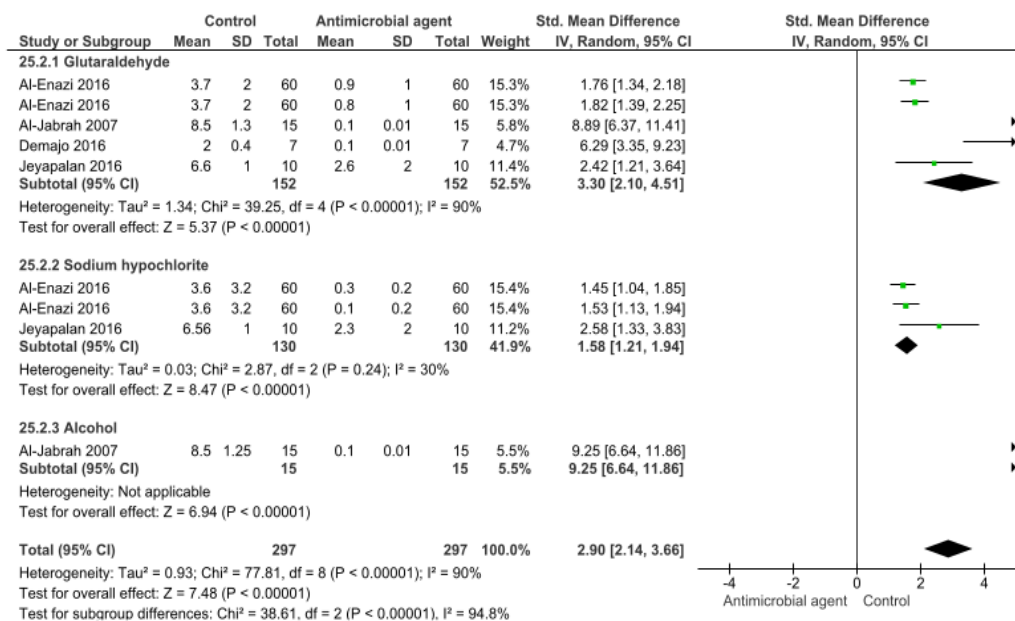 Control Antimicrobial agent Std. Mean Difference Std. Mean Difference
Study or Subgroup Mean SD Total Mean SD Total Weight IV, Random, 95% CI IV, Random, 95% CI
25.2.1 Glutaraldehyde
Al-Enazi 2016 3.7 2 60 0.9 1 60 15.3% 1.76 [1.34, 2.18]
Al-Enazi 2016 3.7 2 60 0.8 1 60 15.3% 1.82 [1.39, 2.25]
Al-Jabrah 2007 8.5 1.3 15 0.1 0.01 15 5.8% 8.89 [6.37, 11.41]
Demajo 2016 2 0.4 7 0.1 0.01 7 4.7% 6.29 [3.35, 9.23]
Jeyapalan 2016 6.6 1 10 2.6 2 10 11.4% 2.42 [1.21, 3.64]
Subtotal (95% CI) 152 152 52.5% 3.30 [2.10, 4.51]
Heterogeneity: Tau² = 1.34; Chi² = 39.25, df = 4 (P < 0.00001); I² = 90%
Test for overall effect: Z = 5.37 (P < 0.00001)
25.2.2 Sodium hypochlorite
Al-Enazi 2016 3.6 3.2 60 0.3 0.2 60 15.4% 1.45 [1.04, 1.85]
Al-Enazi 2016 3.6 3.2 60 0.1 0.2 60 15.4% 1.53 [1.13, 1.94]
Jeyapalan 2016 6.56 1 10 2.3 2 10 11.2% 2.58 [1.33, 3.83]
Subtotal (95% CI) 130 130 41.9% 1.58 [1.21, 1.94]
Heterogeneity: Tau² = 0.03; Chi² = 2.87, df = 2 (P = 0.24); I² = 30%
Test for overall effect: Z = 8.47 (P < 0.00001)
25.2.3 Alcohol
Al-Jabrah 2007 8.5 1.25 15 0.1 0.01 15 5.5% 9.25 [6.64, 11.86]
Subtotal (95% CI) 15 15 5.5% 9.25 [6.64, 11.86]
Heterogeneity: Not applicable
Test for overall effect: Z = 6.94 (P < 0.00001)
Total (95% CI) 297 297 100.0% 2.90 [2.14, 3.66]
Heterogeneity: Tau² = 0.93; Chi² = 77.81, df = 8 (P < 0.00001); I² = 90%
Test for overall effect: Z = 7.48 (P < 0.00001)
Test for subgroup differences: Chi² = 38.61, df = 2 (P < 0.00001), I² = 94.8%
-4 -2 0 2 4
Antimicrobial agent Control